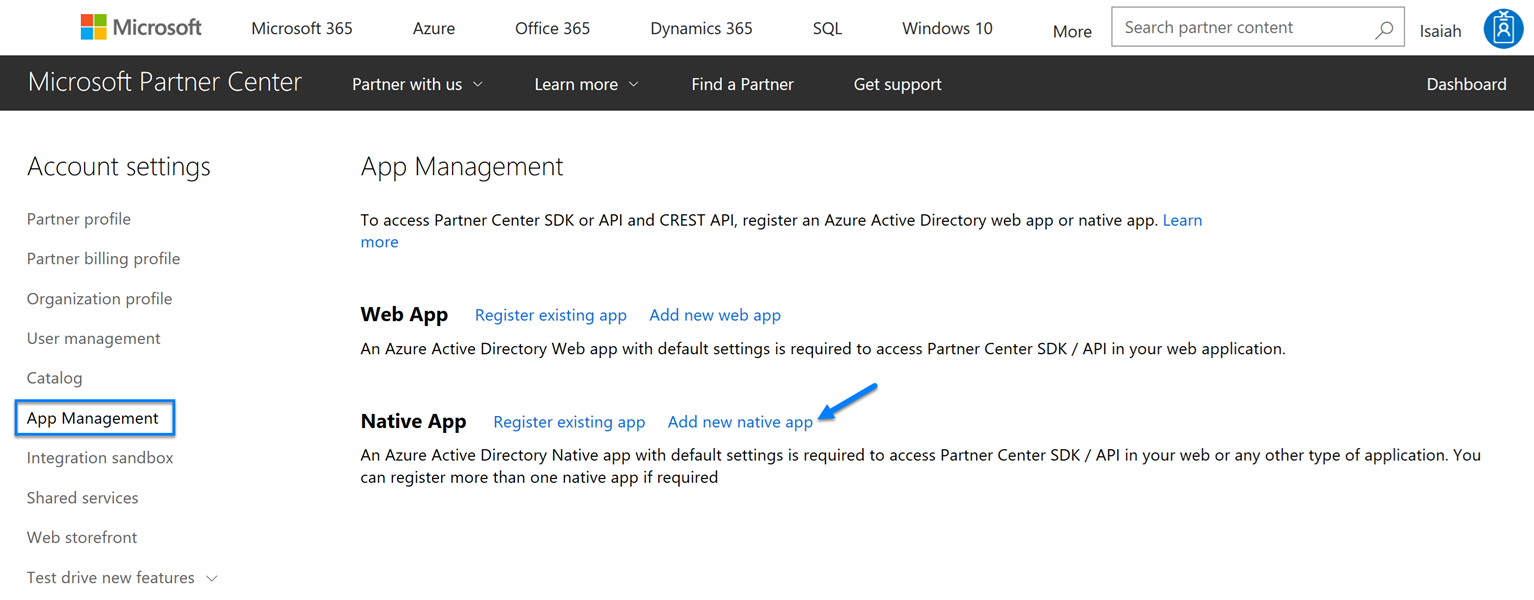 Microsoft Microsoft 365 Azure Office 365 Dynamics 365 SQL Windows 10 More Search partner content Isaiah
Microsoft Partner Center Partner with us Learn more Find a Partner Get support Dashboard
Account settings
Partner profile
Partner billing profile
Organization profile
User management
Catalog
App Management
Integration sandbox
Shared services
Web storefront
Test drive new features
App Management
To access Partner Center SDK or API and CREST API, register an Azure Active Directory web app or native app. Learn
more
Web App Register existing app Add new web app
An Azure Active Directory Web app with default settings is required to access Partner Center SDK / API in your web application.
Native App Register existing app Add new native app
An Azure Active Directory Native app with default settings is required to access Partner Center SDK / API in your web or any other type of application. You
can register more than one native app if required